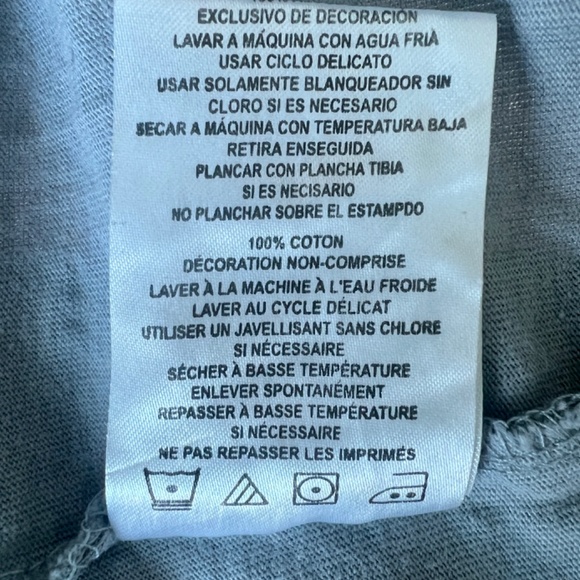 EXCLUSIVO DE DECORACIÓN
LAVAR A MÁQUINA CON AGUA FRIÀ
USAR CICLO DELICATO
USAR SOLAMENTE BLANQUEADOR SIN
CLORO SI ES NECESARIO
SECAR A MÁQUINA CON TEMPERATURA BAJA
RETIRA ENSEGUIDA
PLANCAR CON PLANCHA TIBIA
SI ES NECISARIO
NO PLANCHAR SOBRE EL ESTAMPDO
100% COTON
DÉCORATION NON-COMPRISE
LAVER À LA MACHINE À L'EAU FROIDE
LAVER AU CYCLE DÉLICAT
UTILISER UN JAVELLISANT SANS CHLORE
SI NÉCESSAIRE
SÉCHER À BASSE TEMPÉRATURE
ENLEVER SPONTANÉMENT
REPASSER À BASSE TEMPÉRATURE
SI NÉCESSAIRE
NE PAS REPASSER LES IMPRIMÉS